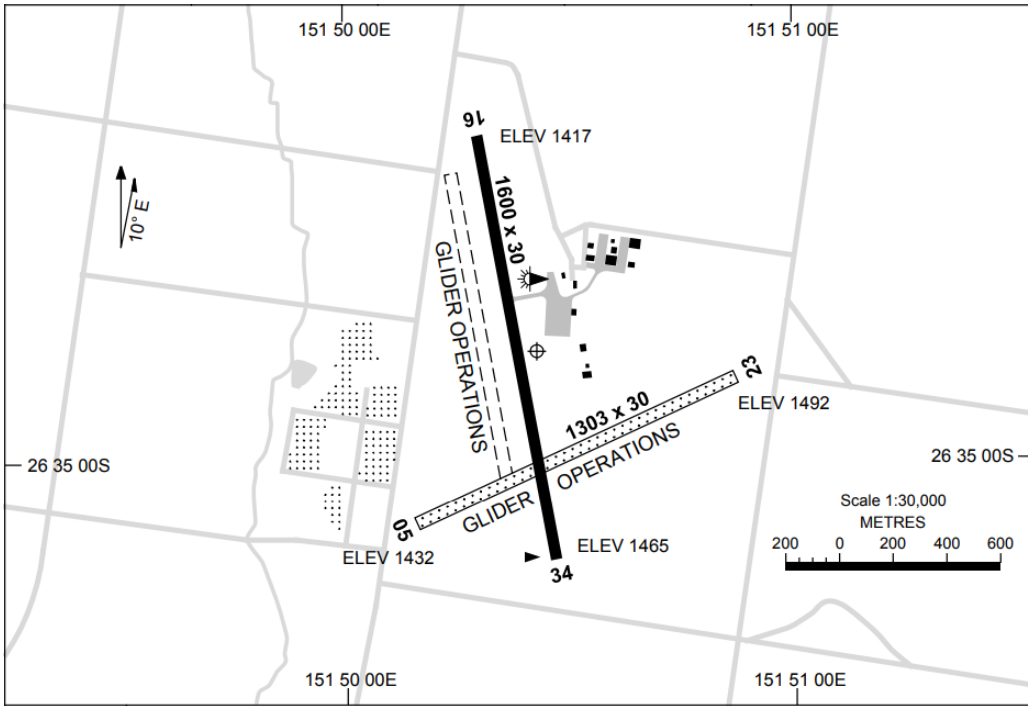 151 50 00E
151 51 00E
16
ELEV 1417
10° E
1600 x 30
GLIDER OPERATIONS
23
ELEV 1492
1303 x 30
26 35 00S
26 35 00S
GLIDER OPERATIONS
Scale 1:30,000
METRES
200 0 200 400 600
05
ELEV 1432
ELEV 1465
34
151 50 00E
151 51 00E